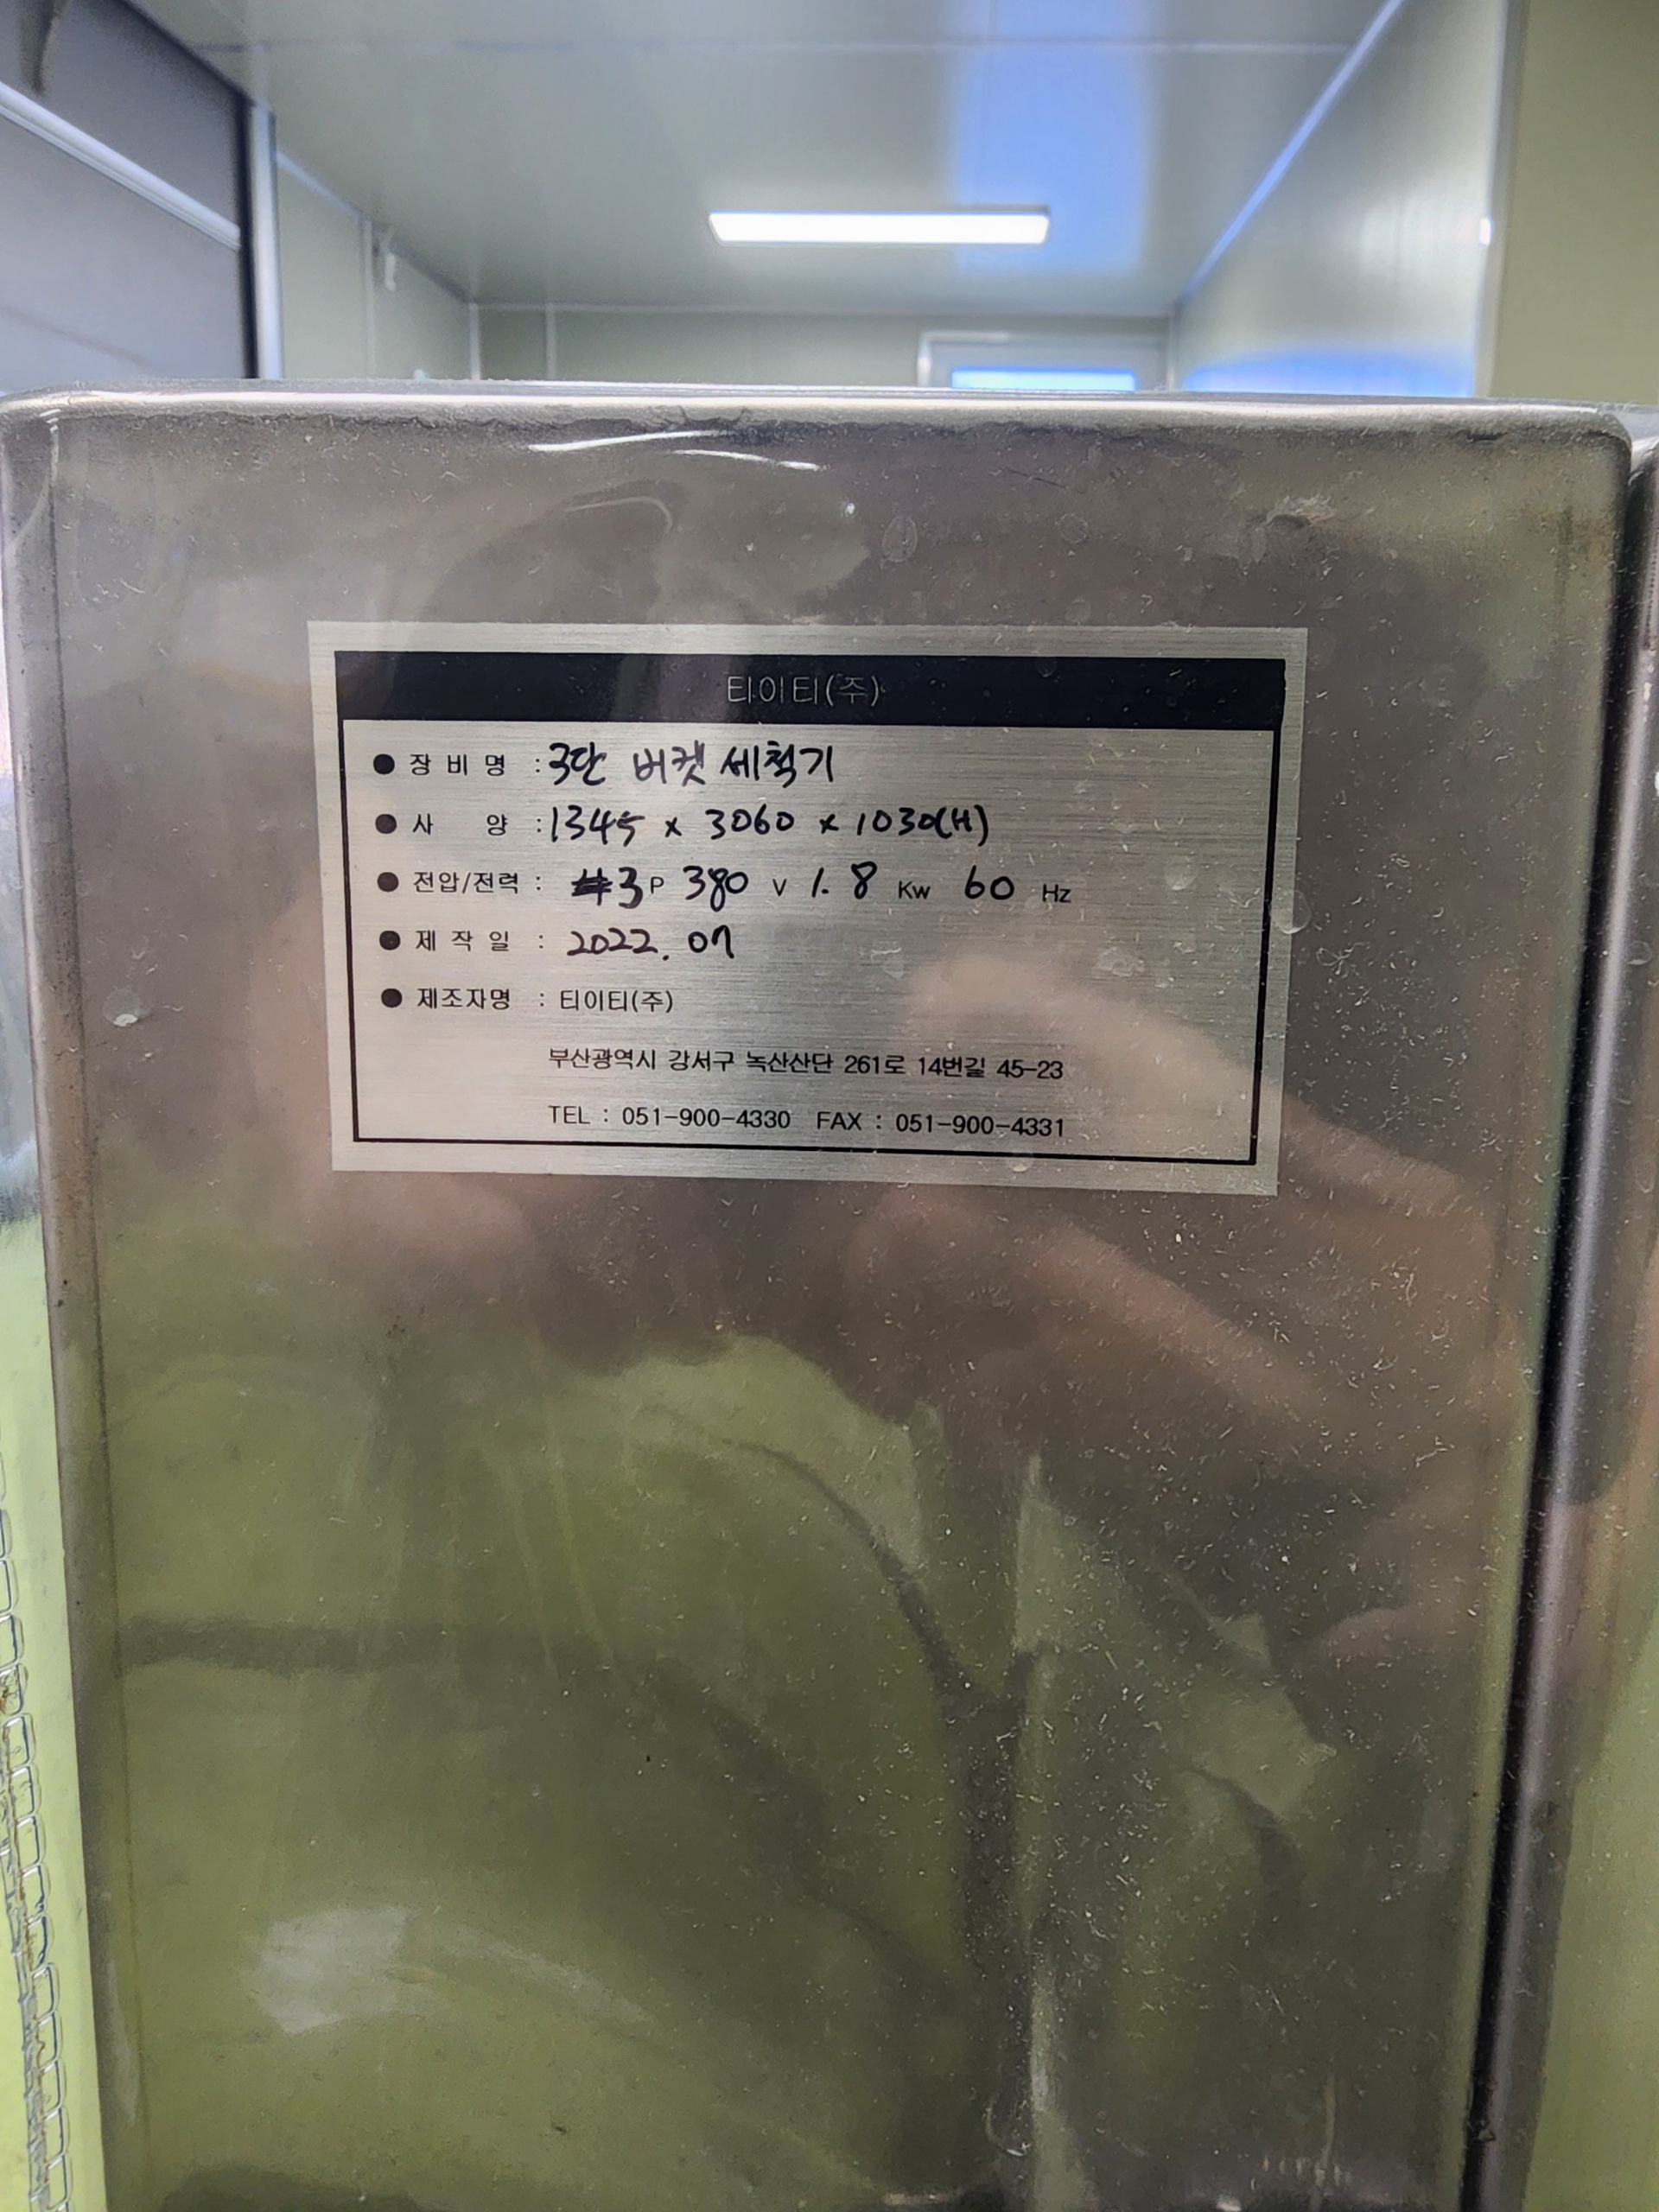 티이티(주)
● 장 비 명 : 3단 버켓 세척기
● 사 양 : 1345 x 3060 x 1030(H)
● 전압/전력 : 3P 380 V 1.8 Kw 60 Hz
● 제 작 일 : 2022. 07
● 제조자명 : 티이티(주)
부산광역시 강서구 녹산산단 261로 14번길 45-23
TEL : 051-900-4330 FAX : 051-900-4331